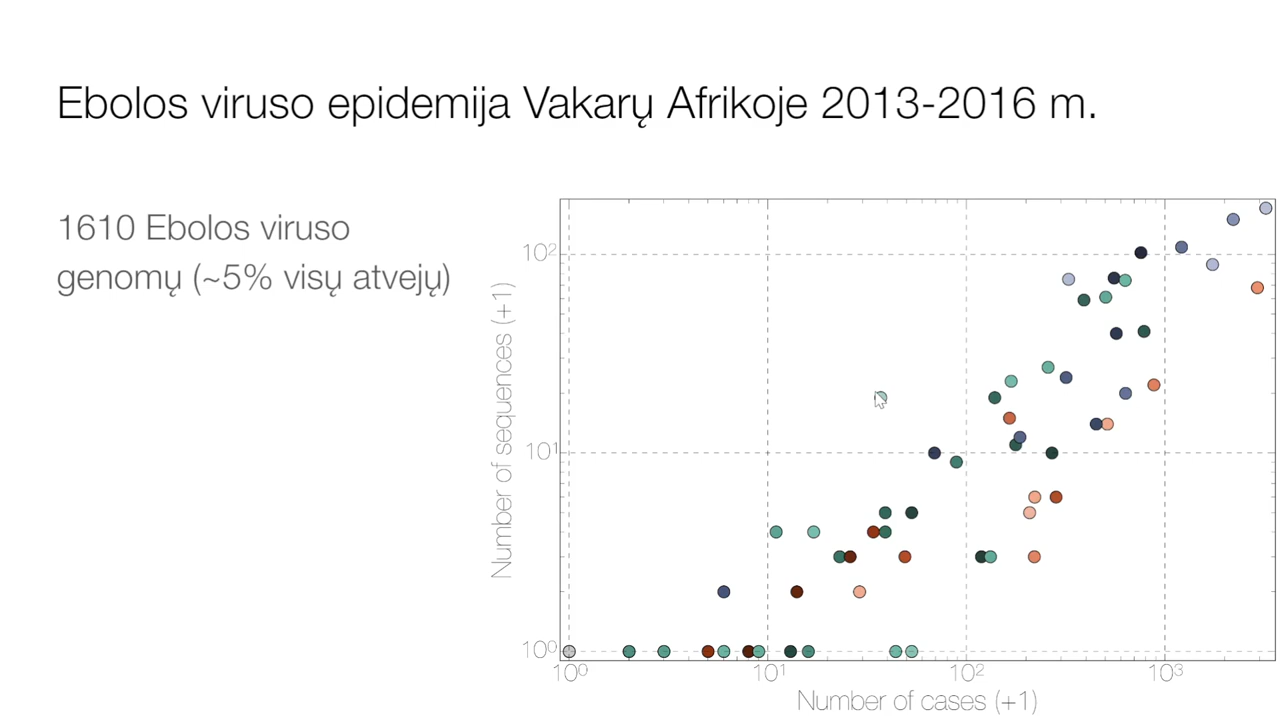 Ebolos viruso epidemija Vakarų Afrikoje 2013-2016 m.
1610 Ebolos viruso
genomų (~5% visų atvejų)
Number of sequences (+1)
10²
10¹
10⁰
10⁰ 10¹ 10² 10³
Number of cases (+1)